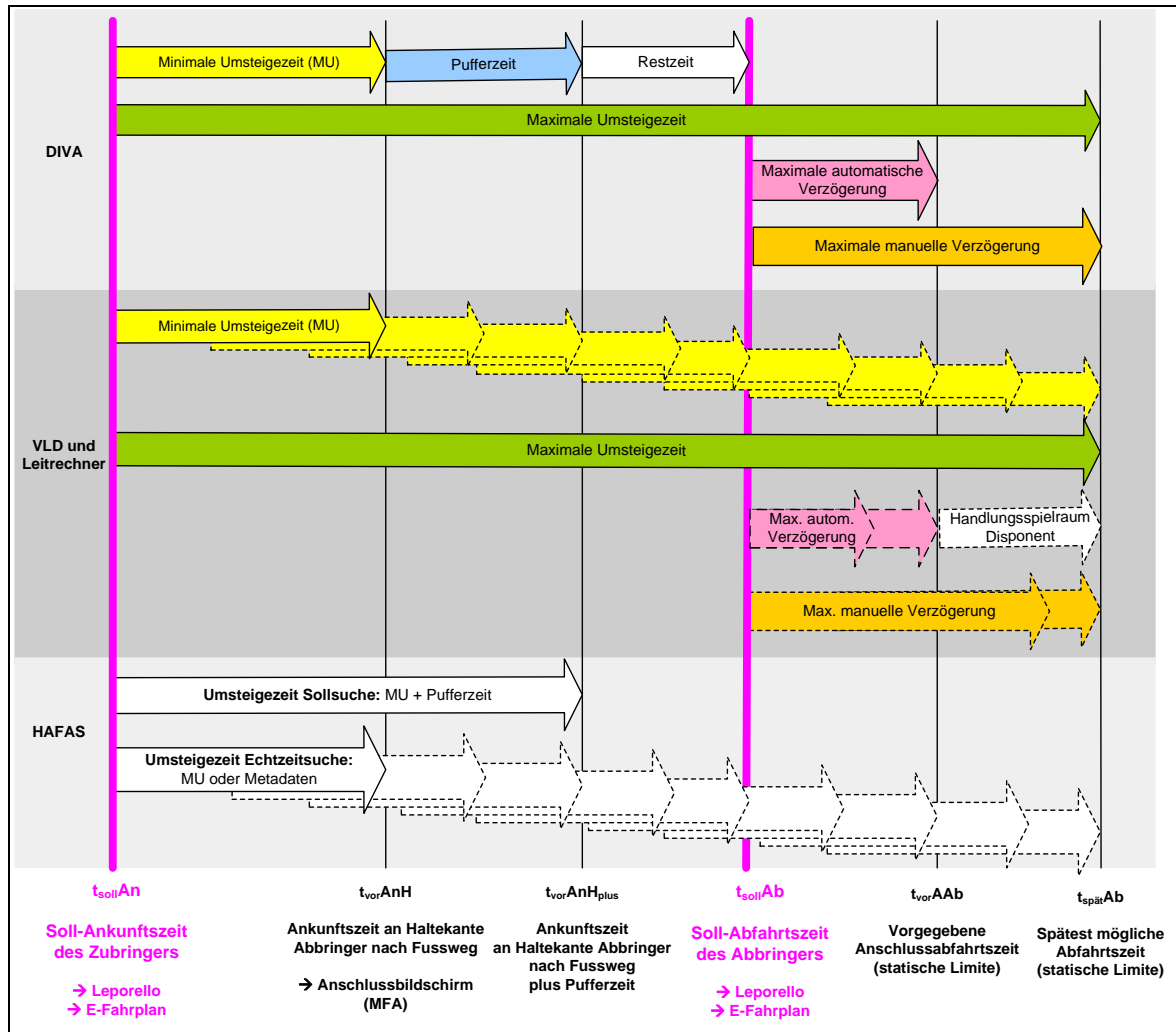 Minimale Umsteigezeit (MU)
Pufferzeit
Restzeit
Maximale Umsteigezeit
DIVA
Maximale automatische
Verzögerung
Maximale manuelle Verzögerung
Minimale Umsteigezeit (MU)
VLD und
Leitrechner
Maximale Umsteigezeit
Max. autom.
Verzögerung
Handlungsspielraum
Disponent
Max. manuelle Verzögerung
Umsteigezeit Sollsuche: MU + Pufferzeit
HAFAS
Umsteigezeit Echtzeitsuche:
MU oder Metadaten
tsollAn
tvorAnH
tvorAnHplus
tsollAb
tvorAAb
tspätAb
Soll-Ankunftszeit
des Zubringers
→ Leporello
→ E-Fahrplan
Ankunftszeit an Haltekante
Abbringer nach Fussweg
→ Anschlussbildschirm
(MFA)
Ankunftszeit
an Haltekante Abbringer
nach Fussweg
plus Pufferzeit
Soll-Abfahrtszeit
des Abbringers
→ Leporello
→ E-Fahrplan
Vorgegebene
Anschlussabfahrtszeit
(statische Limite)
Spätest mögliche
Abfahrtszeit
(statische Limite)